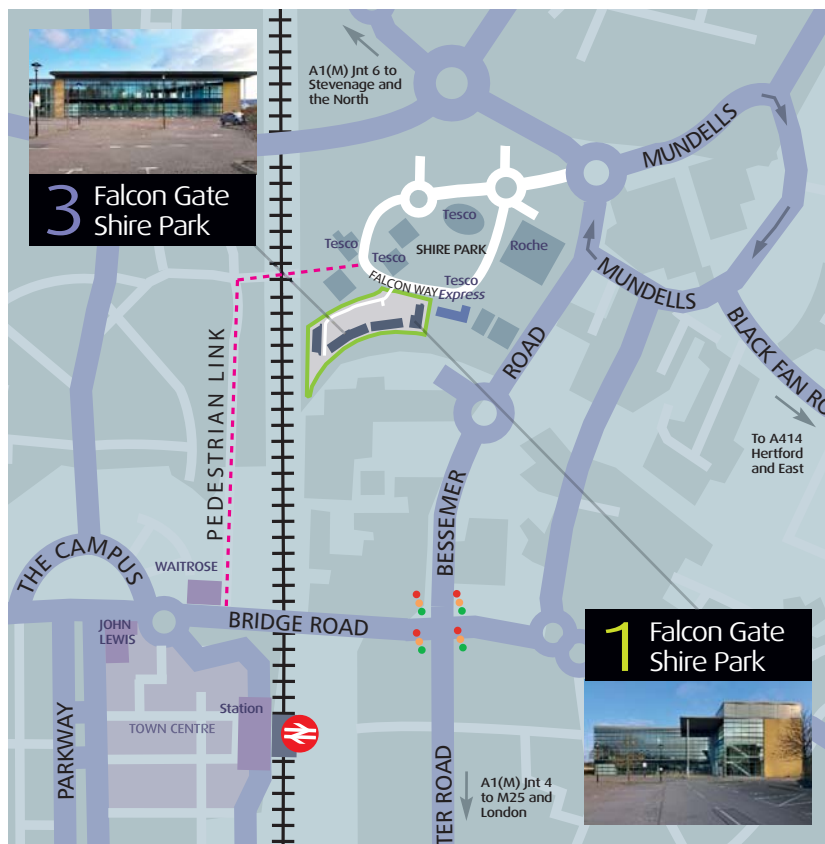 A1(M) Jnt 6 to
Stevenage and
the North
3 Falcon Gate
Shire Park
MUNDELLS
Tesco
Tesco
SHIRE PARK
Roche
Tesco
FALCON WAY
Tesco
Express
MUNDELLS
BLACK FAN RO
ROAD
PEDESTRIAN LINK
To A414
Hertford
and East
BESSEMER
THE CAMPUS
WAITROSE
BRIDGE ROAD
JOHN
LEWIS
1 Falcon Gate
Shire Park
Station
TOWN CENTRE
PARKWAY
A1(M) Jnt 4
to M25 and
London
TER ROAD